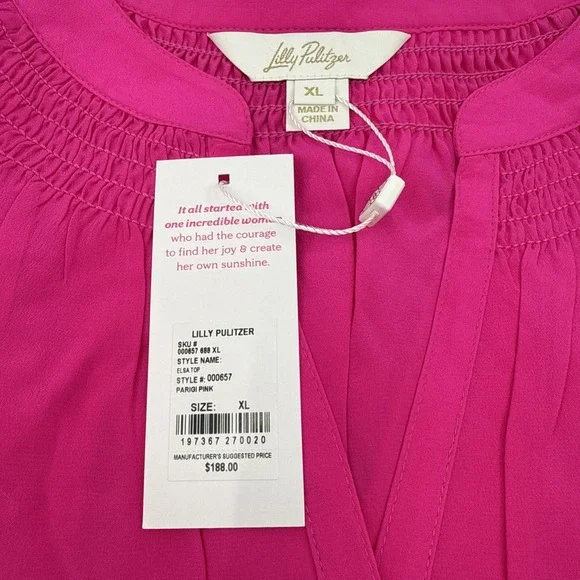 Lilly Pulitzer
XL
MADE IN
CHINA
It all started with
one incredible woman
who had the courage
to find her joy & create
her own sunshine.
LILLY PULITZER
SKU #
000657 688 XL
STYLE NAME:
ELSA TOP
STYLE #: 000657
PARIGI PINK
SIZE: XL
197367 270020
MANUFACTURER'S SUGGESTED PRICE
$188.00